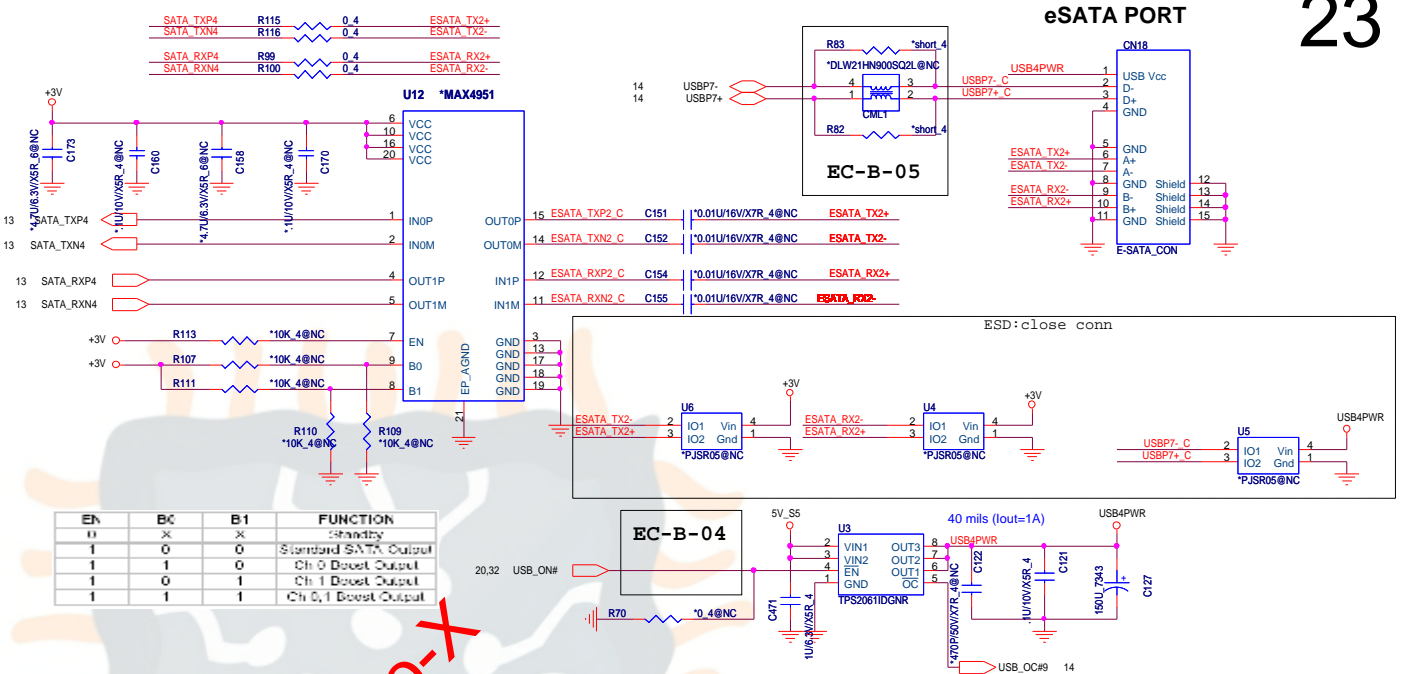 eSATA PORT
23
SATA_TXP4 R115 0_4 ESATA_TX2+
SATA_TXN4 R116 0_4 ESATA_TX2-
SATA_RXP4 R99 0_4 ESATA_RX2+
SATA_RXN4 R100 0_4 ESATA_RX2-
R83 *short_4
*DLW21HN900SQ2L@NC
14 USBP7- 4 3 USBP7-_C
14 USBP7+ 1 2 USBP7+_C
CML1
R82 *short_4
EC-B-05
CN18
USB4PWR 1 USB Vcc
2 D-
3 D+
4 GND
5 GND
ESATA_TX2+ 6 A+
ESATA_TX2- 7 A-
8 GND Shield 12
ESATA_RX2- 9 B- Shield 13
ESATA_RX2+ 10 B+ Shield 14
11 GND Shield 15
E-SATA_CON
+3V
*4.7U/6.3V/X5R_6@NC C173
*.1U/10V/X5R_4@NC C160
*4.7U/6.3V/X5R_6@NC C158
*.1U/10V/X5R_4@NC C170
U12 *MAX4951
6 VCC
10 VCC
16 VCC
20 VCC
13 SATA_TXP4 1 IN0P OUT0P 15 ESATA_TXP2_C C151 *0.01U/16V/X7R_4@NC ESATA_TX2+
13 SATA_TXN4 2 IN0M OUT0M 14 ESATA_TXN2_C C152 *0.01U/16V/X7R_4@NC ESATA_TX2-
13 SATA_RXP4 4 OUT1P IN1P 12 ESATA_RXP2_C C154 *0.01U/16V/X7R_4@NC ESATA_RX2+
13 SATA_RXN4 5 OUT1M IN1M 11 ESATA_RXN2_C C155 *0.01U/16V/X7R_4@NC ESATA_RX2-
+3V R113 *10K_4@NC 7 EN GND 3
GND 13
+3V R107 *10K_4@NC 9 B0 GND 17
GND 18
R111 *10K_4@NC 8 B1 GND 19
EP_AGND
21
R110 *10K_4@NC
R109 *10K_4@NC
ESD:close conn
+3V
U6
ESATA_TX2- 2 IO1 Vin 4
ESATA_TX2+ 3 IO2 Gnd 1
*PJSR05@NC
+3V
U4
ESATA_RX2- 2 IO1 Vin 4
ESATA_RX2+ 3 IO2 Gnd 1
*PJSR05@NC
USB4PWR
U5
USBP7-_C 2 IO1 Vin 4
USBP7+_C 3 IO2 Gnd 1
*PJSR05@NC
EN B0 B1 FUNCTION
0 X X Standby
1 0 0 Standard SATA Output
1 1 0 Ch 0 Boost Output
1 0 1 Ch 1 Boost Output
1 1 1 Ch 0,1 Boost Output
EC-B-04
20,32 USB_ON#
R70 *0_4@NC
5V_S5
C471 1U/6.3V/X5R_4
U3
2 VIN1 OUT3 8 USB4PWR
3 VIN2 OUT2 7
4 EN OUT1 6
1 GND OC 5
TPS2061IDGNR
40 mils (Iout=1A)
USB4PWR
*470P/50V/X7R_4@NC C122
.1U/10V/X5R_4 C121
150U_7343 C127
+
USB_OC#9 14
-X